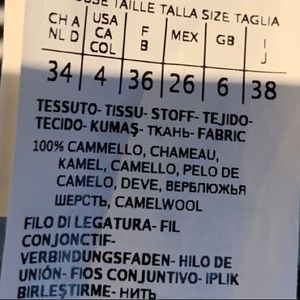 TAILLE TALLA SIZE TAGLIA
CH A USA F MEX GB I
NL D CA B J
COL
34 4 36 26 6 38
TESSUTO- TISSU- STOFF- TEJIDO-
TECIDO- KUMAŞ- ТКАНЬ- FABRIC
100% CAMMELLO, CHAMEAU,
KAMEL, CAMELLO, PELO DE
CAMELO, DEVE, ВЕРБЛЮЖЬЯ
ШЕРСТЬ, CAMELWOOL
FILO DI LEGATURA- FIL
CONJONCTIF-
VERBINDUNGSFADEN- HILO DE
UNIÓN- FIOS CONJUNTIVO- IPLIK
BIRLEŞTIRME- НИТЬ